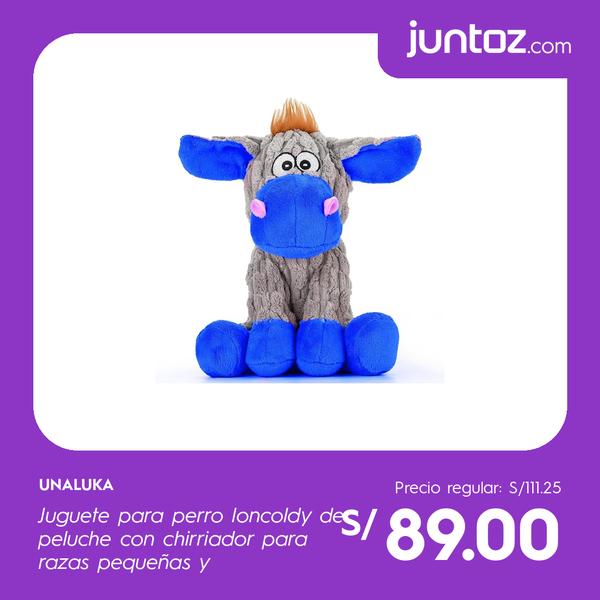 juntoz.com
UNALUKA
Juguete para perro loncoldy de
peluche con chirriador para
razas pequeñas y
Precio regular: S/111.25
S/ 89.00